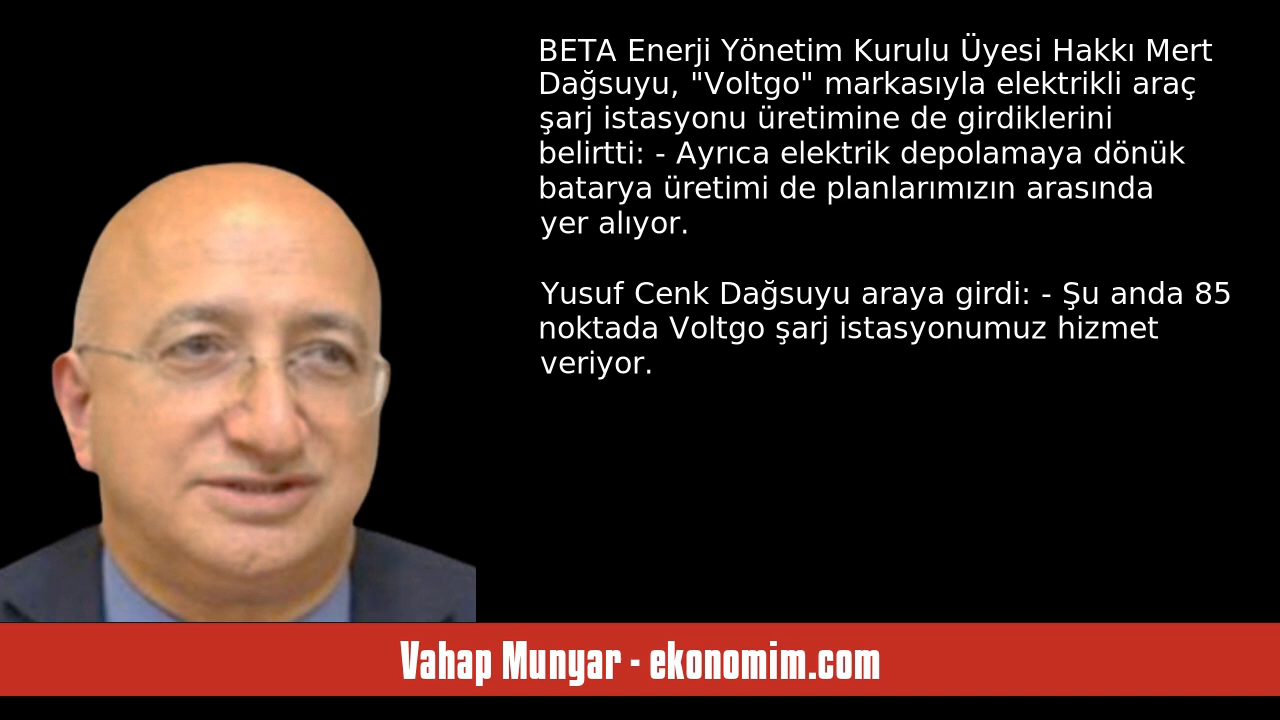 BETA Enerji Yönetim Kurulu Üyesi Hakkı Mert
Dağsuyu, "Voltgo" markasıyla elektrikli araç
şarj istasyonu üretimine de girdiklerini
belirtti: - Ayrıca elektrik depolamaya dönük
batarya üretimi de planlarımızın arasında
yer alıyor.
Yusuf Cenk Dağsuyu araya girdi: - Şu anda 85
noktada Voltgo şarj istasyonumuz hizmet
veriyor.
Vahap Munyar - ekonomim.com